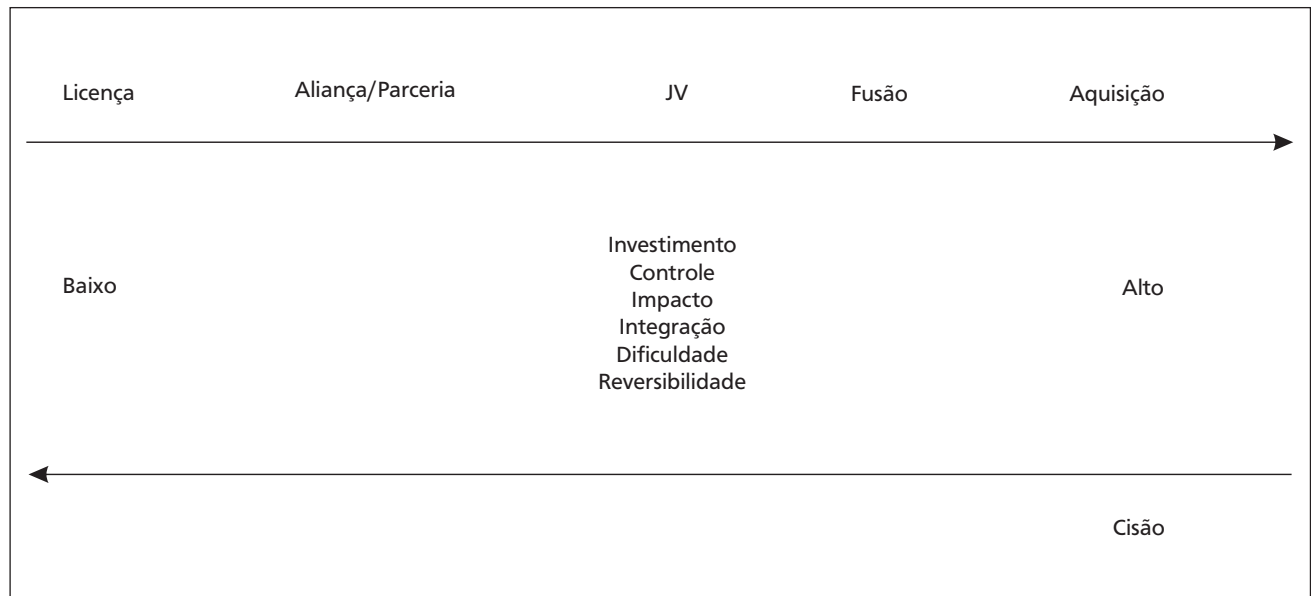 Licença Aliança/Parceria JV Fusão Aquisição
Investimento
Controle
Baixo Impacto Alto
Integração
Dificuldade
Reversibilidade
Cisão